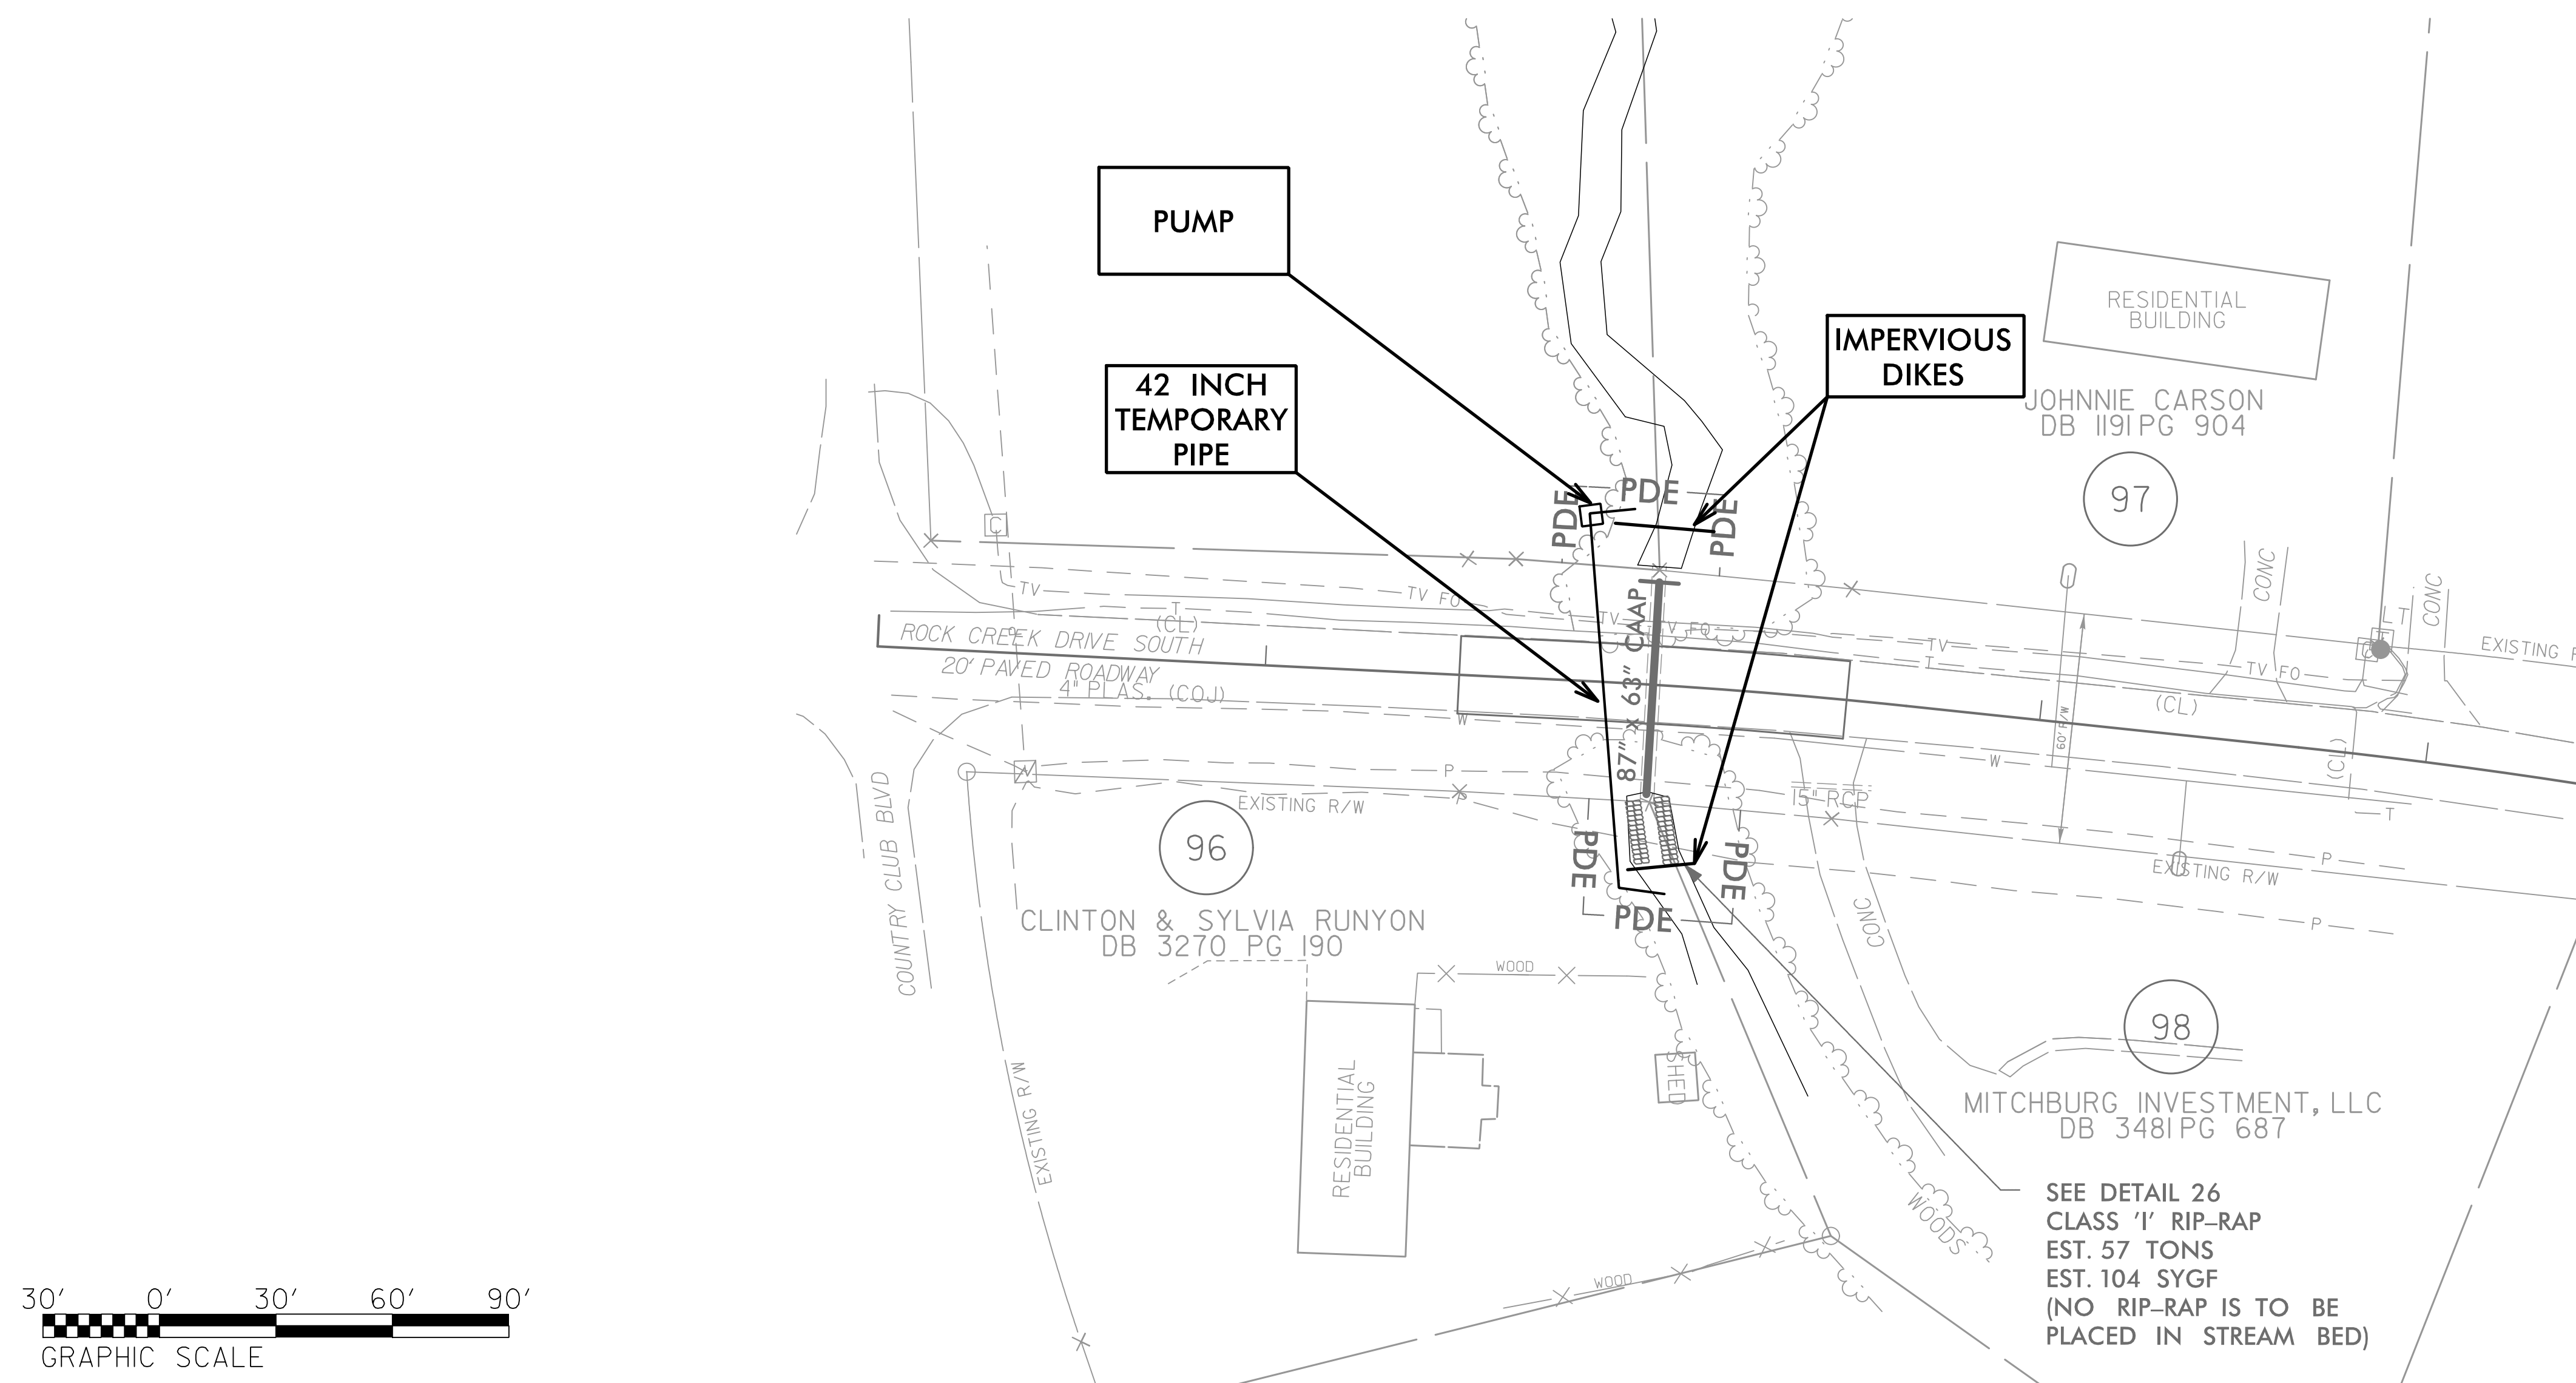 PUMP
42 INCH
TEMPORARY
PIPE
IMPERVIOUS
DIKES
RESIDENTIAL
BUILDING
JOHNNIE CARSON
DB 1191 PG 904
97
PDE
PDE
PDE
C
TV
TV FO
TV
TV FO
T
(CL)
P
ROCK CREEK DRIVE SOUTH
20' PAVED ROADWAY
4" PLAS. (COJ)
87" x 63" CAAP
TV
T
TV FO
(CL)
(CL)
60' R/W
CONC
CONC
LT
C
EXISTING R
W
W
T
P
P
EXISTING R/W
15" RCP
EXISTING R/W
P
P
COUNTRY CLUB BLVD
96
CLINTON & SYLVIA RUNYON
DB 3270 PG 190
PDE
PDE
PDE
CONC
WOOD
SHED
RESIDENTIAL
BUILDING
EXISTING R/W
98
MITCHBURG INVESTMENT, LLC
DB 3481 PG 687
WOODS
WOOD
SEE DETAIL 26
CLASS 'I' RIP-RAP
EST. 57 TONS
EST. 104 SYGF
(NO RIP-RAP IS TO BE
PLACED IN STREAM BED)
30' 0' 30' 60' 90'
GRAPHIC SCALE